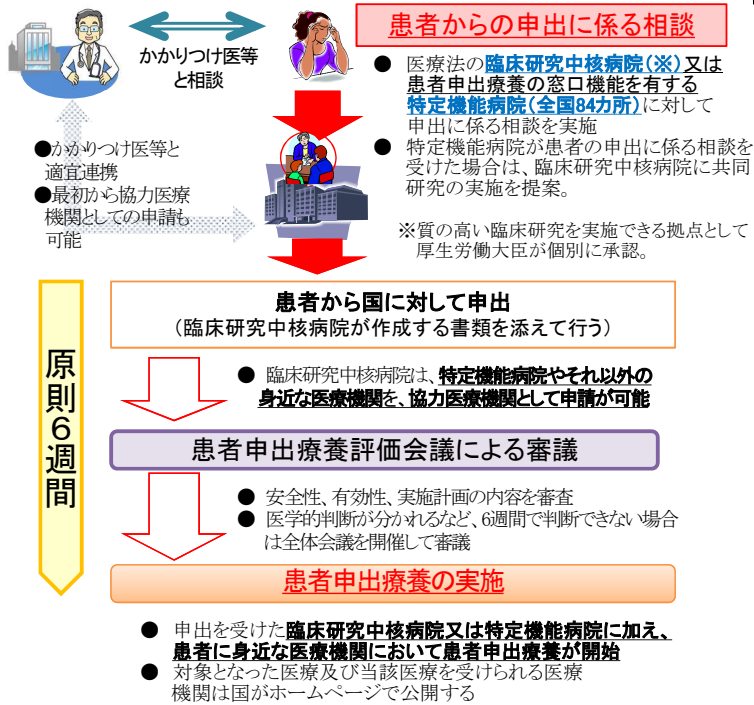 患者からの申出に係る相談
かかりつけ医等
と相談
● 医療法の臨床研究中核病院(※)又は
患者申出療養の窓口機能を有する
特定機能病院(全国84カ所)に対して
申出に係る相談を実施
● 特定機能病院が患者の申出に係る相談を
受けた場合は、臨床研究中核病院に共同
研究の実施を提案。
※質の高い臨床研究を実施できる拠点として
厚生労働大臣が個別に承認。
●かかりつけ医等と
適宜連携
●最初から協力医療
機関としての申請も
可能
原則6週間
患者から国に対して申出
(臨床研究中核病院が作成する書類を添えて行う)
● 臨床研究中核病院は、特定機能病院やそれ以外の
身近な医療機関を、協力医療機関として申請が可能
患者申出療養評価会議による審議
● 安全性、有効性、実施計画の内容を審査
● 医学的判断が分かれるなど、6週間で判断できない場合
は全体会議を開催して審議
患者申出療養の実施
● 申出を受けた臨床研究中核病院又は特定機能病院に加え、
患者に身近な医療機関において患者申出療養が開始
● 対象となった医療及び当該医療を受けられる医療
機関は国がホームページで公開する